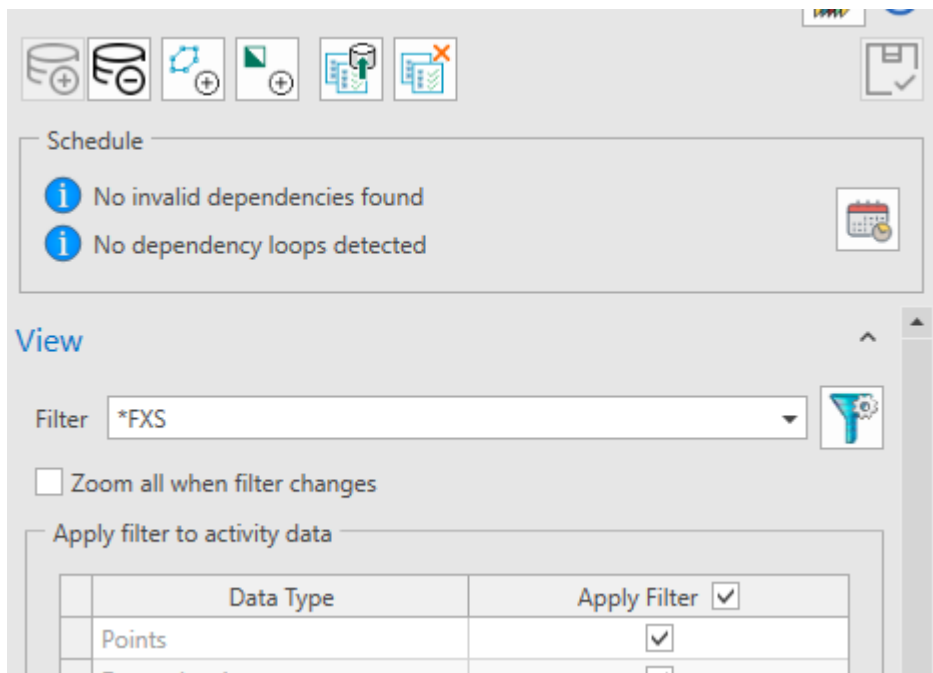 Schedule
No invalid dependencies found
No dependency loops detected
View
Filter *FXS
Zoom all when filter changes
Apply filter to activity data
Data Type Apply Filter
Points